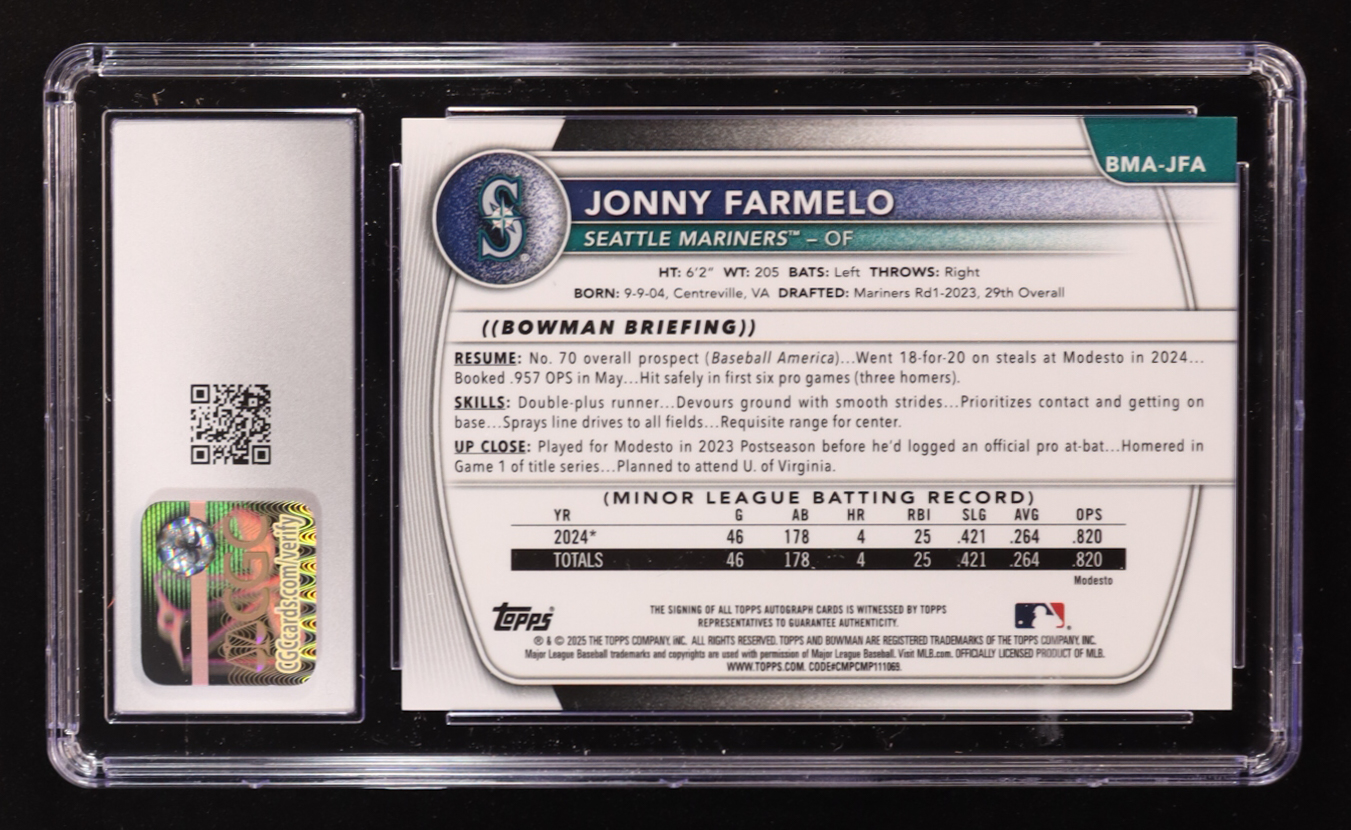 BMA-JFA
JONNY FARMELO
SEATTLE MARINERS™ – OF
HT: 6'2" WT: 205 BATS: Left THROWS: Right
BORN: 9-9-04, Centreville, VA DRAFTED: Mariners Rd1-2023, 29th Overall
((BOWMAN BRIEFING))
RESUME: No. 70 overall prospect (Baseball America)...Went 18-for-20 on steals at Modesto in 2024...
Booked .957 OPS in May...Hit safely in first six pro games (three homers).
SKILLS: Double-plus runner...Devours ground with smooth strides...Prioritizes contact and getting on
base...Sprays line drives to all fields...Requisite range for center.
UP CLOSE: Played for Modesto in 2023 Postseason before he'd logged an official pro at-bat...Homered in
Game 1 of title series...Planned to attend U. of Virginia.
(MINOR LEAGUE BATTING RECORD)
YR G AB HR RBI SLG AVG OPS
2024* 46 178 4 25 .421 .264 .820
TOTALS 46 178 4 25 .421 .264 .820
Modesto
Topps®
THE SIGNING OF ALL TOPPS AUTOGRAPH CARDS IS WITNESSED BY TOPPS
REPRESENTATIVES TO GUARANTEE AUTHENTICITY.
® & © 2025 THE TOPPS COMPANY, INC. ALL RIGHTS RESERVED. TOPPS AND BOWMAN ARE REGISTERED TRADEMARKS OF THE TOPPS COMPANY, INC.
Major League Baseball trademarks and copyrights are used with permission of Major League Baseball. Visit MLB.com. OFFICIALLY LICENSED PRODUCT OF MLB.
WWW.TOPPS.COM. CODE#CMPCMP111069.
CGCcards.com/verify
CGC